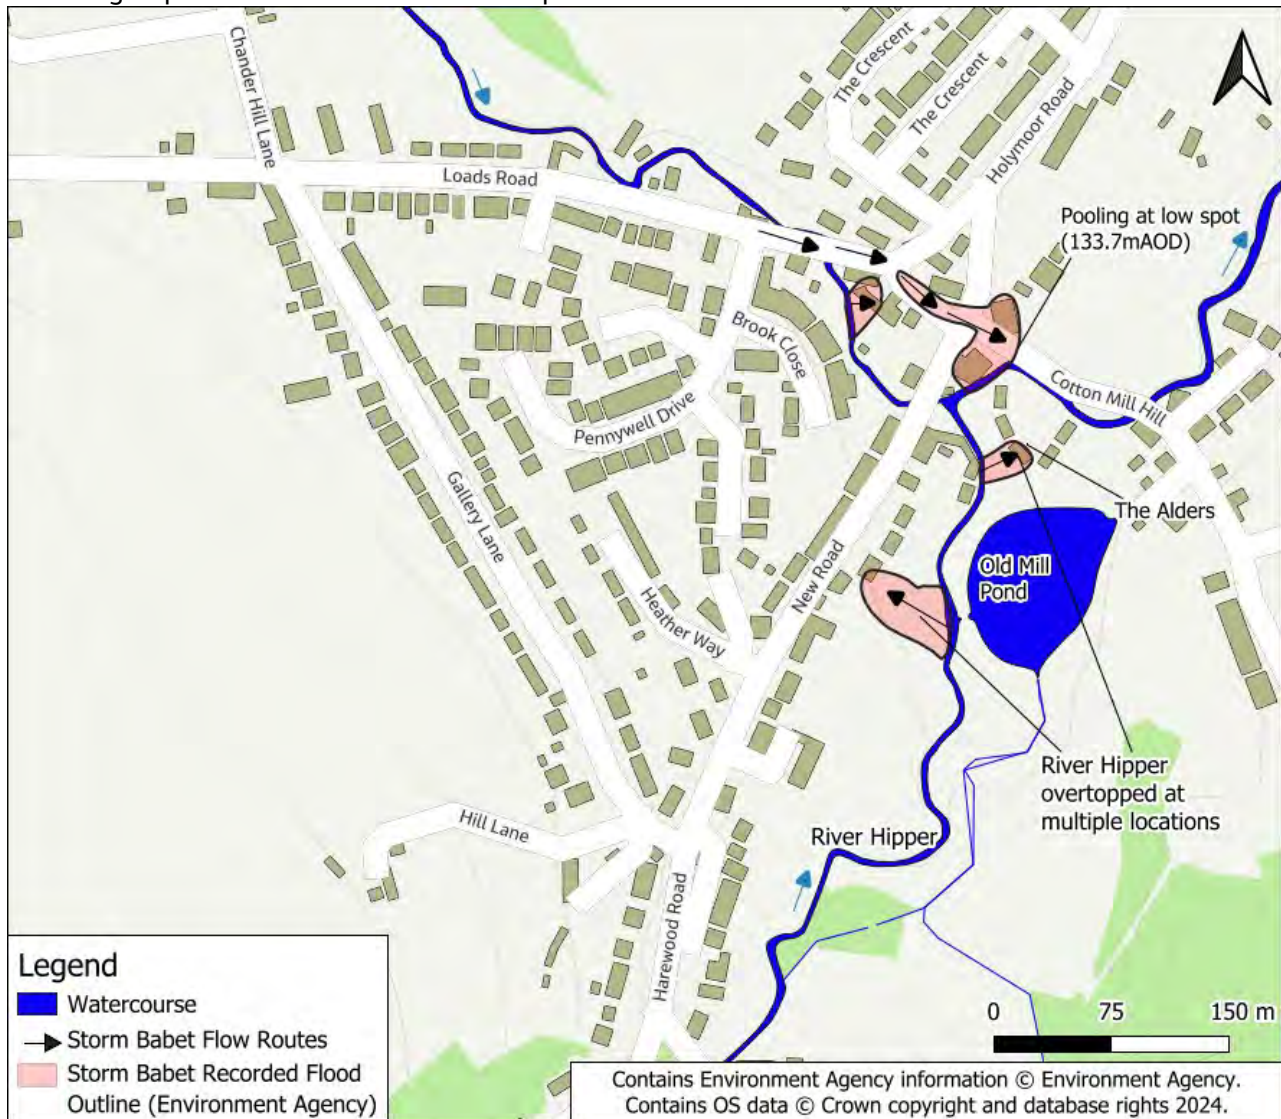 Chander Hill Lane
The Crescent
The Crescent
Holymoor Road
Loads Road
Pooling at low spot
(133.7mAOD)
Brook Close
Cotton Mill Hill
Pennywell Drive
Gallery Lane
The Alders
Old Mill
Pond
New Road
Heather Way
River Hipper
overtopped at
multiple locations
Hill Lane
River Hipper
Harewood Road
Legend
Watercourse
Storm Babet Flow Routes
Storm Babet Recorded Flood
Outline (Environment Agency)
0 75 150 m
Contains Environment Agency information © Environment Agency.
Contains OS data © Crown copyright and database rights 2024.